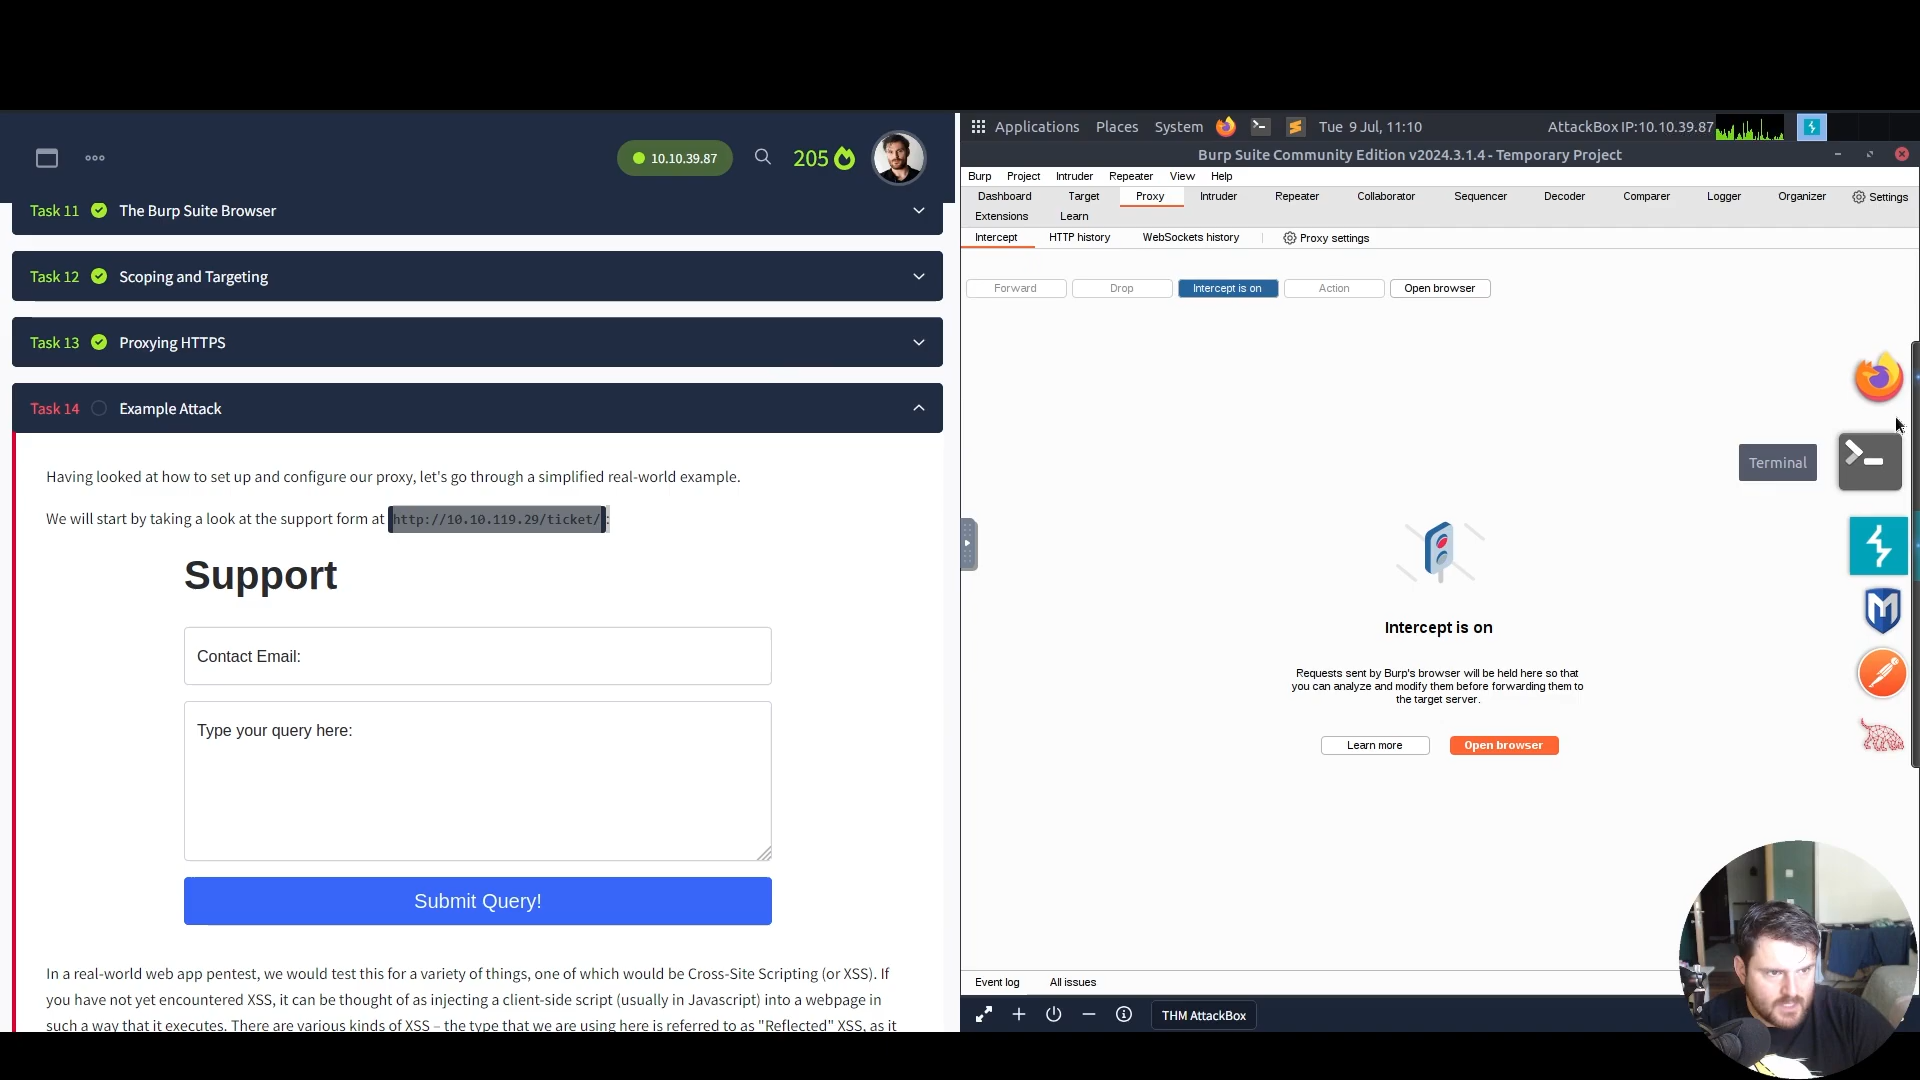 10.10.39.87
205
Task 11 The Burp Suite Browser
Task 12 Scoping and Targeting
Task 13 Proxying HTTPS
Task 14 Example Attack
Having looked at how to set up and configure our proxy, let's go through a simplified real-world example.
We will start by taking a look at the support form at http://10.10.119.29/ticket/:
Support
Contact Email:
Type your query here:
Submit Query!
In a real-world web app pentest, we would test this for a variety of things, one of which would be Cross-Site Scripting (or XSS). If
you have not yet encountered XSS, it can be thought of as injecting a client-side script (usually in Javascript) into a webpage in
such a way that it executes. There are various kinds of XSS – the type that we are using here is referred to as "Reflected" XSS, as it
Applications Places System Tue 9 Jul, 11:10 AttackBox IP:10.10.39.87
Burp Suite Community Edition v2024.3.1.4 - Temporary Project
Burp Project Intruder Repeater View Help
Dashboard Target Proxy Intruder Repeater Collaborator Sequencer Decoder Comparer Logger Organizer Settings
Extensions Learn
Intercept HTTP history WebSockets history Proxy settings
Forward Drop Intercept is on Action Open browser
Terminal
Intercept is on
Requests sent by Burp's browser will be held here so that
you can analyze and modify them before forwarding them to
the target server.
Learn more Open browser
Event log All issues
THM AttackBox